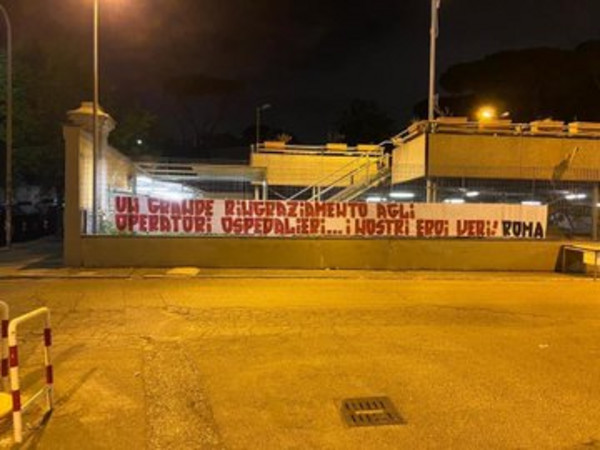 UN GRANDE RINGRAZIAMENTO AGLI
OPERATORI OSPEDALIERI... I NOSTRI EROI VERI! ROMA